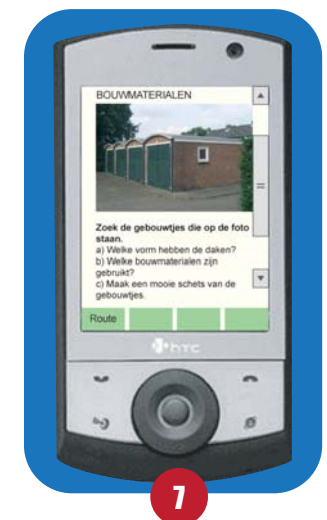 BOUWMATERIALEN
Zoek de gebouwtjes die op de foto
staan.
a) Welke vorm hebben de daken?
b) Welke bouwmaterialen zijn
gebruikt?
c) Maak een mooie schets van de
gebouwtjes.
Route
hTC
7